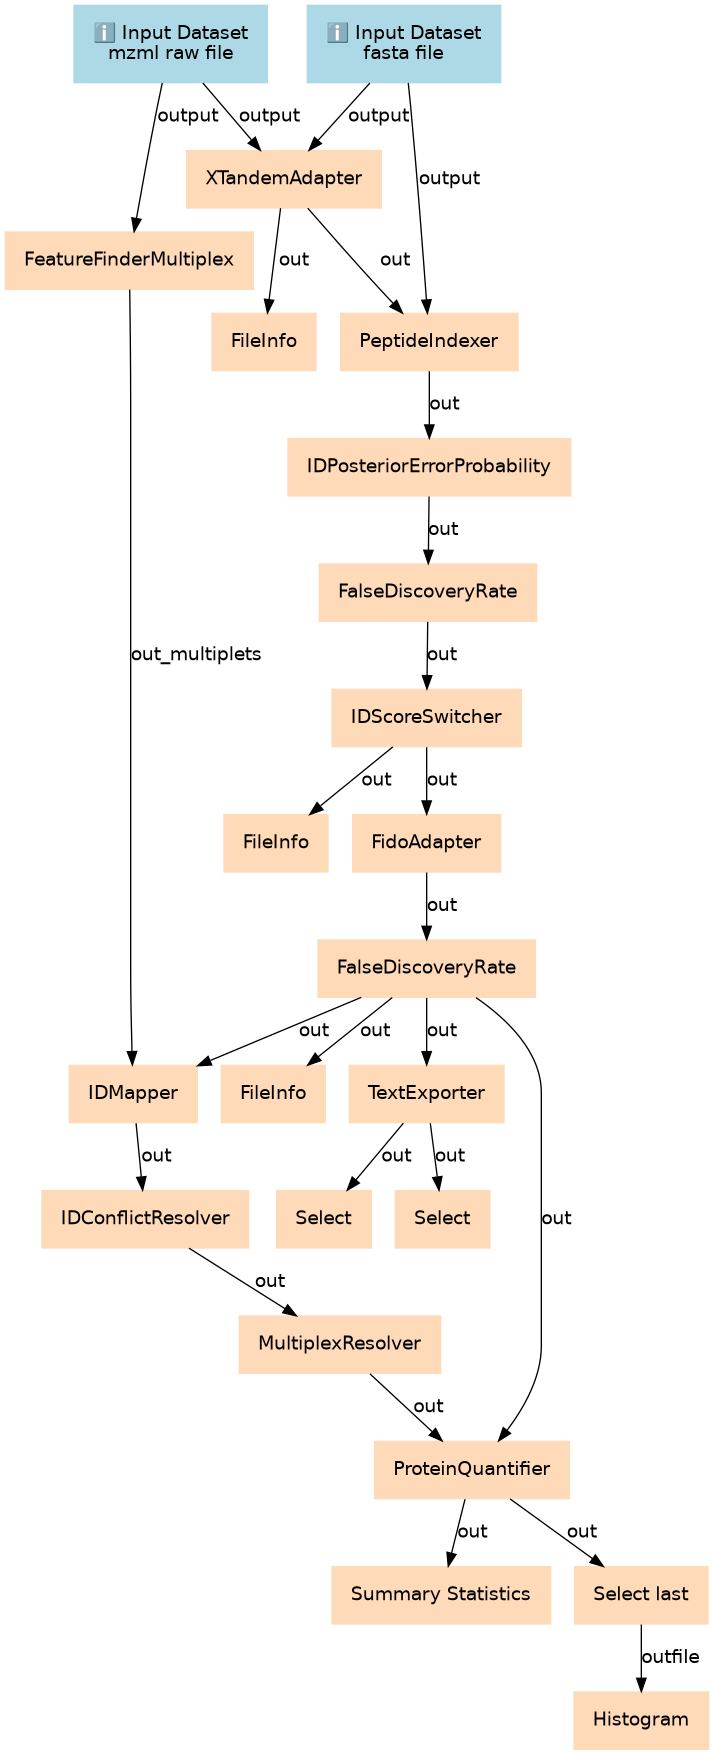 ℹ️ Input Dataset
mzml raw file
ℹ️ Input Dataset
fasta file
output
output
output
output
XTandemAdapter
FeatureFinderMultiplex
out
out
FileInfo
PeptideIndexer
out
IDPosteriorErrorProbability
out
FalseDiscoveryRate
out
out_multiplets
IDScoreSwitcher
out
out
FileInfo
FidoAdapter
out
FalseDiscoveryRate
out
out
out
IDMapper
FileInfo
TextExporter
out
out
out
out
IDConflictResolver
Select
Select
out
MultiplexResolver
out
ProteinQuantifier
out
out
Summary Statistics
Select last
outfile
Histogram